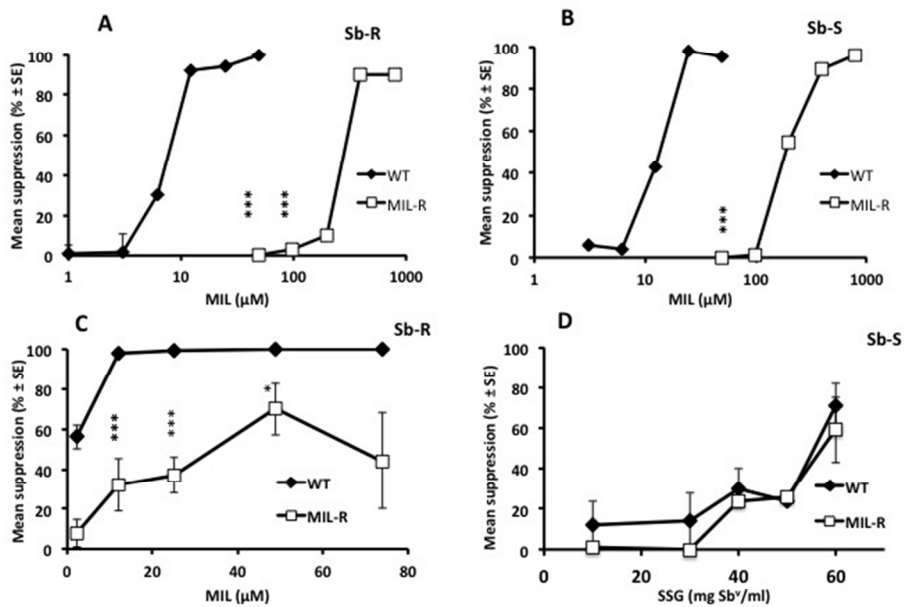 A
Sb-R
Mean suppression (% ± SE)
100
80
60
40
20
0
***
***
WT
MIL-R
1
10
100
1000
MIL (µM)
B
Sb-S
Mean suppression (% ± SE)
100
80
60
40
20
0
***
WT
MIL-R
1
10
100
1000
MIL (µM)
C
Sb-R
Mean suppression (% ± SE)
100
80
60
40
20
0
***
***
*
WT
MIL-R
0
20
40
60
80
MIL (µM)
D
Sb-S
Mean suppression (% ± SE)
100
80
60
40
20
0
WT
MIL-R
0
20
40
60
SSG (mg Sbᵛ/ml)